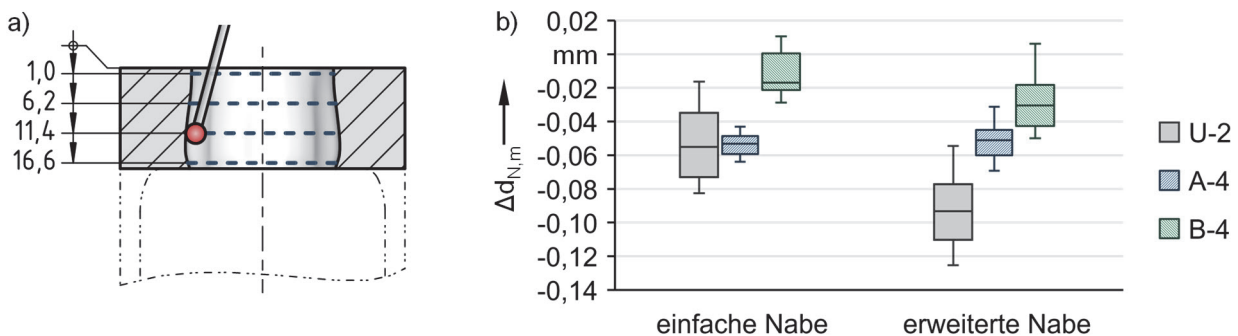 a)
1,0
6,2
11,4
16,6
b)
0,02
mm
-0,02
-0,04
-0,06
-0,08
-0,10
-0,12
-0,14
Δd_N,m
einfache Nabe
erweiterte Nabe
U-2
A-4
B-4